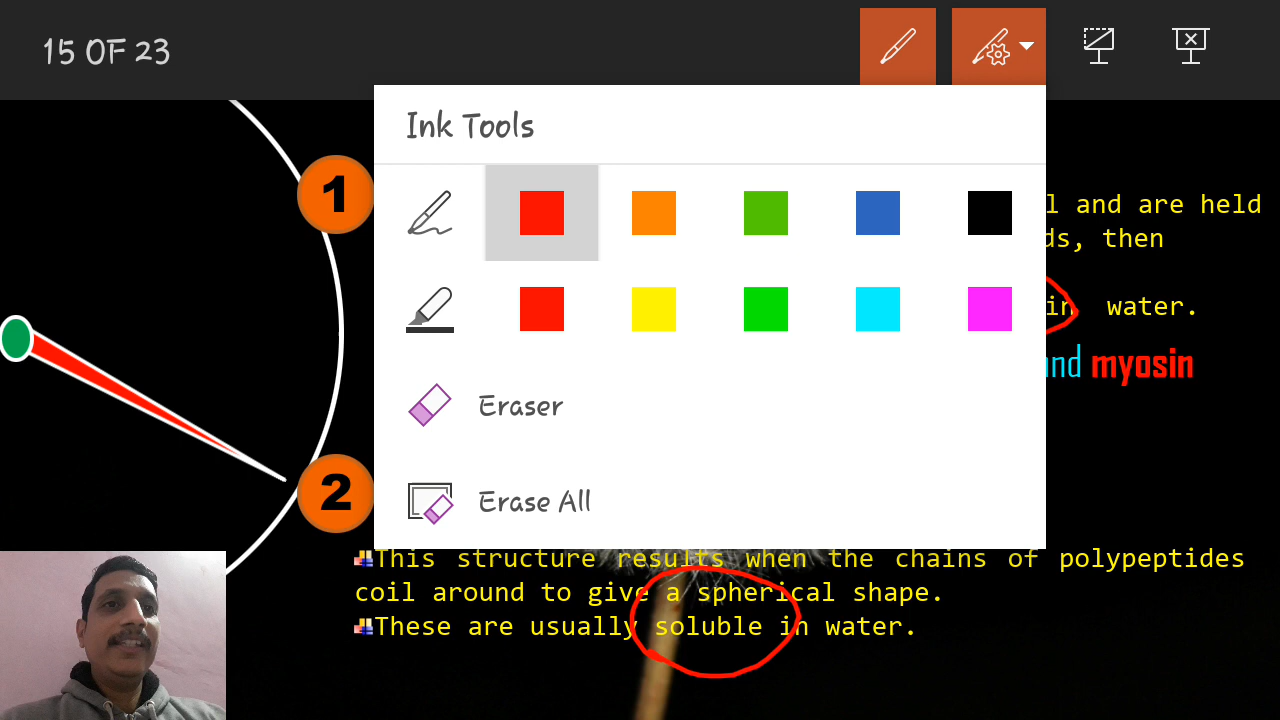 15 OF 23
Ink Tools
1
l and are held
ds, then
in water.
and myosin
Eraser
2
Erase All
This structure results when the chains of polypeptides
coil around to give a spherical shape.
These are usually soluble in water.